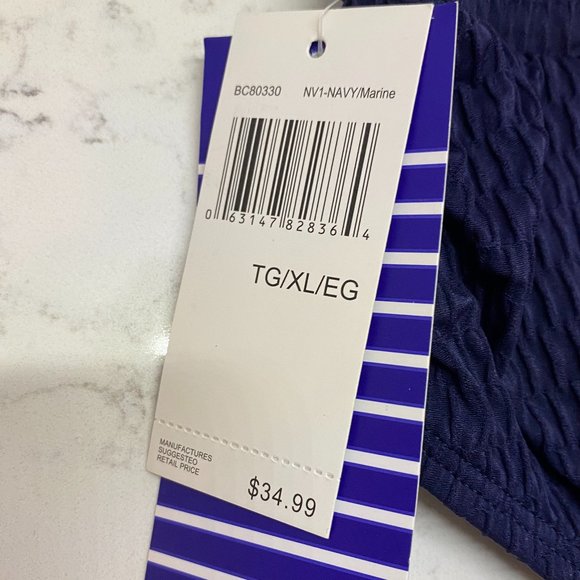 BC80330 NV1-NAVY/Marine
0 63147 82836 4
TG/XL/EG
MANUFACTURES
SUGGESTED
RETAIL PRICE
$34.99